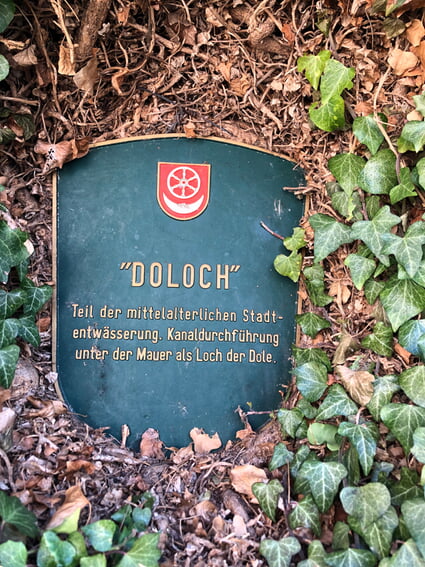 "DOLOCH"
Teil der mittelalterlichen Stadt-
entwässerung. Kanaldurchführung
unter der Mauer als Loch der Dole.